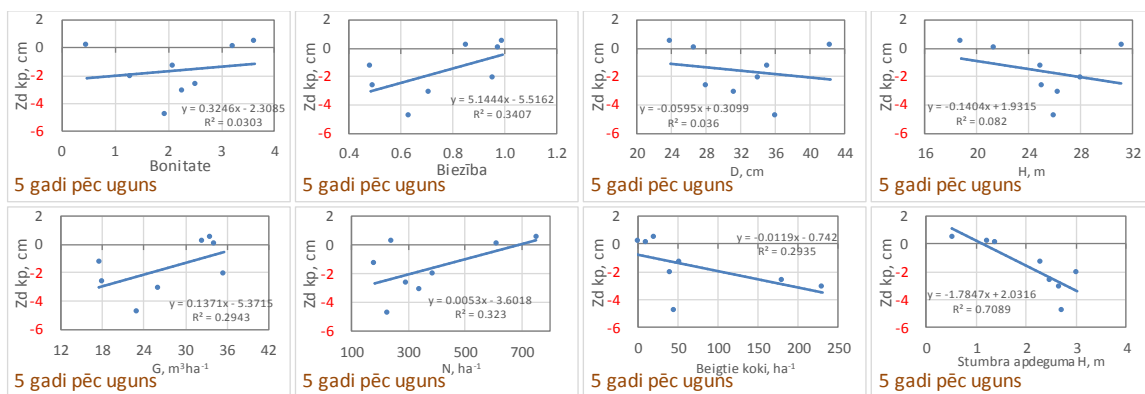 Zd kp, cm
2
0
-2
-4
-6
y = 0.3246x - 2.3085
R² = 0.0303
0 1 2 3 4
Bonitate
5 gadi pēc uguns
Zd kp, cm
2
0
-2
-4
-6
y = 5.1444x - 5.5162
R² = 0.3407
0.4 0.6 0.8 1.0 1.2
Biezība
5 gadi pēc uguns
Zd kp, cm
2
0
-2
-4
-6
y = -0.0595x + 0.3099
R² = 0.036
20 24 28 32 36 40 44
D, cm
5 gadi pēc uguns
Zd kp, cm
2
0
-2
-4
-6
y = -0.1404x + 1.9315
R² = 0.082
16 20 24 28 32
H, m
5 gadi pēc uguns
Zd kp, cm
2
0
-2
-4
-6
y = 0.1371x - 5.3715
R² = 0.2943
12 18 24 30 36 42
G, m³ha⁻¹
5 gadi pēc uguns
Zd kp, cm
2
0
-2
-4
-6
y = 0.0053x - 3.6018
R² = 0.323
100 300 500 700
N, ha⁻¹
5 gadi pēc uguns
Zd kp, cm
2
0
-2
-4
-6
y = -0.0119x - 0.742
R² = 0.2935
0 50 100 150 200
Beigtie koki, ha⁻¹
5 gadi pēc uguns
Zd kp, cm
2
0
-2
-4
-6
y = -1.7847x + 2.0316
R² = 0.7089
0 1 2 3 4
Stumbra apdeguma H, m
5 gadi pēc uguns